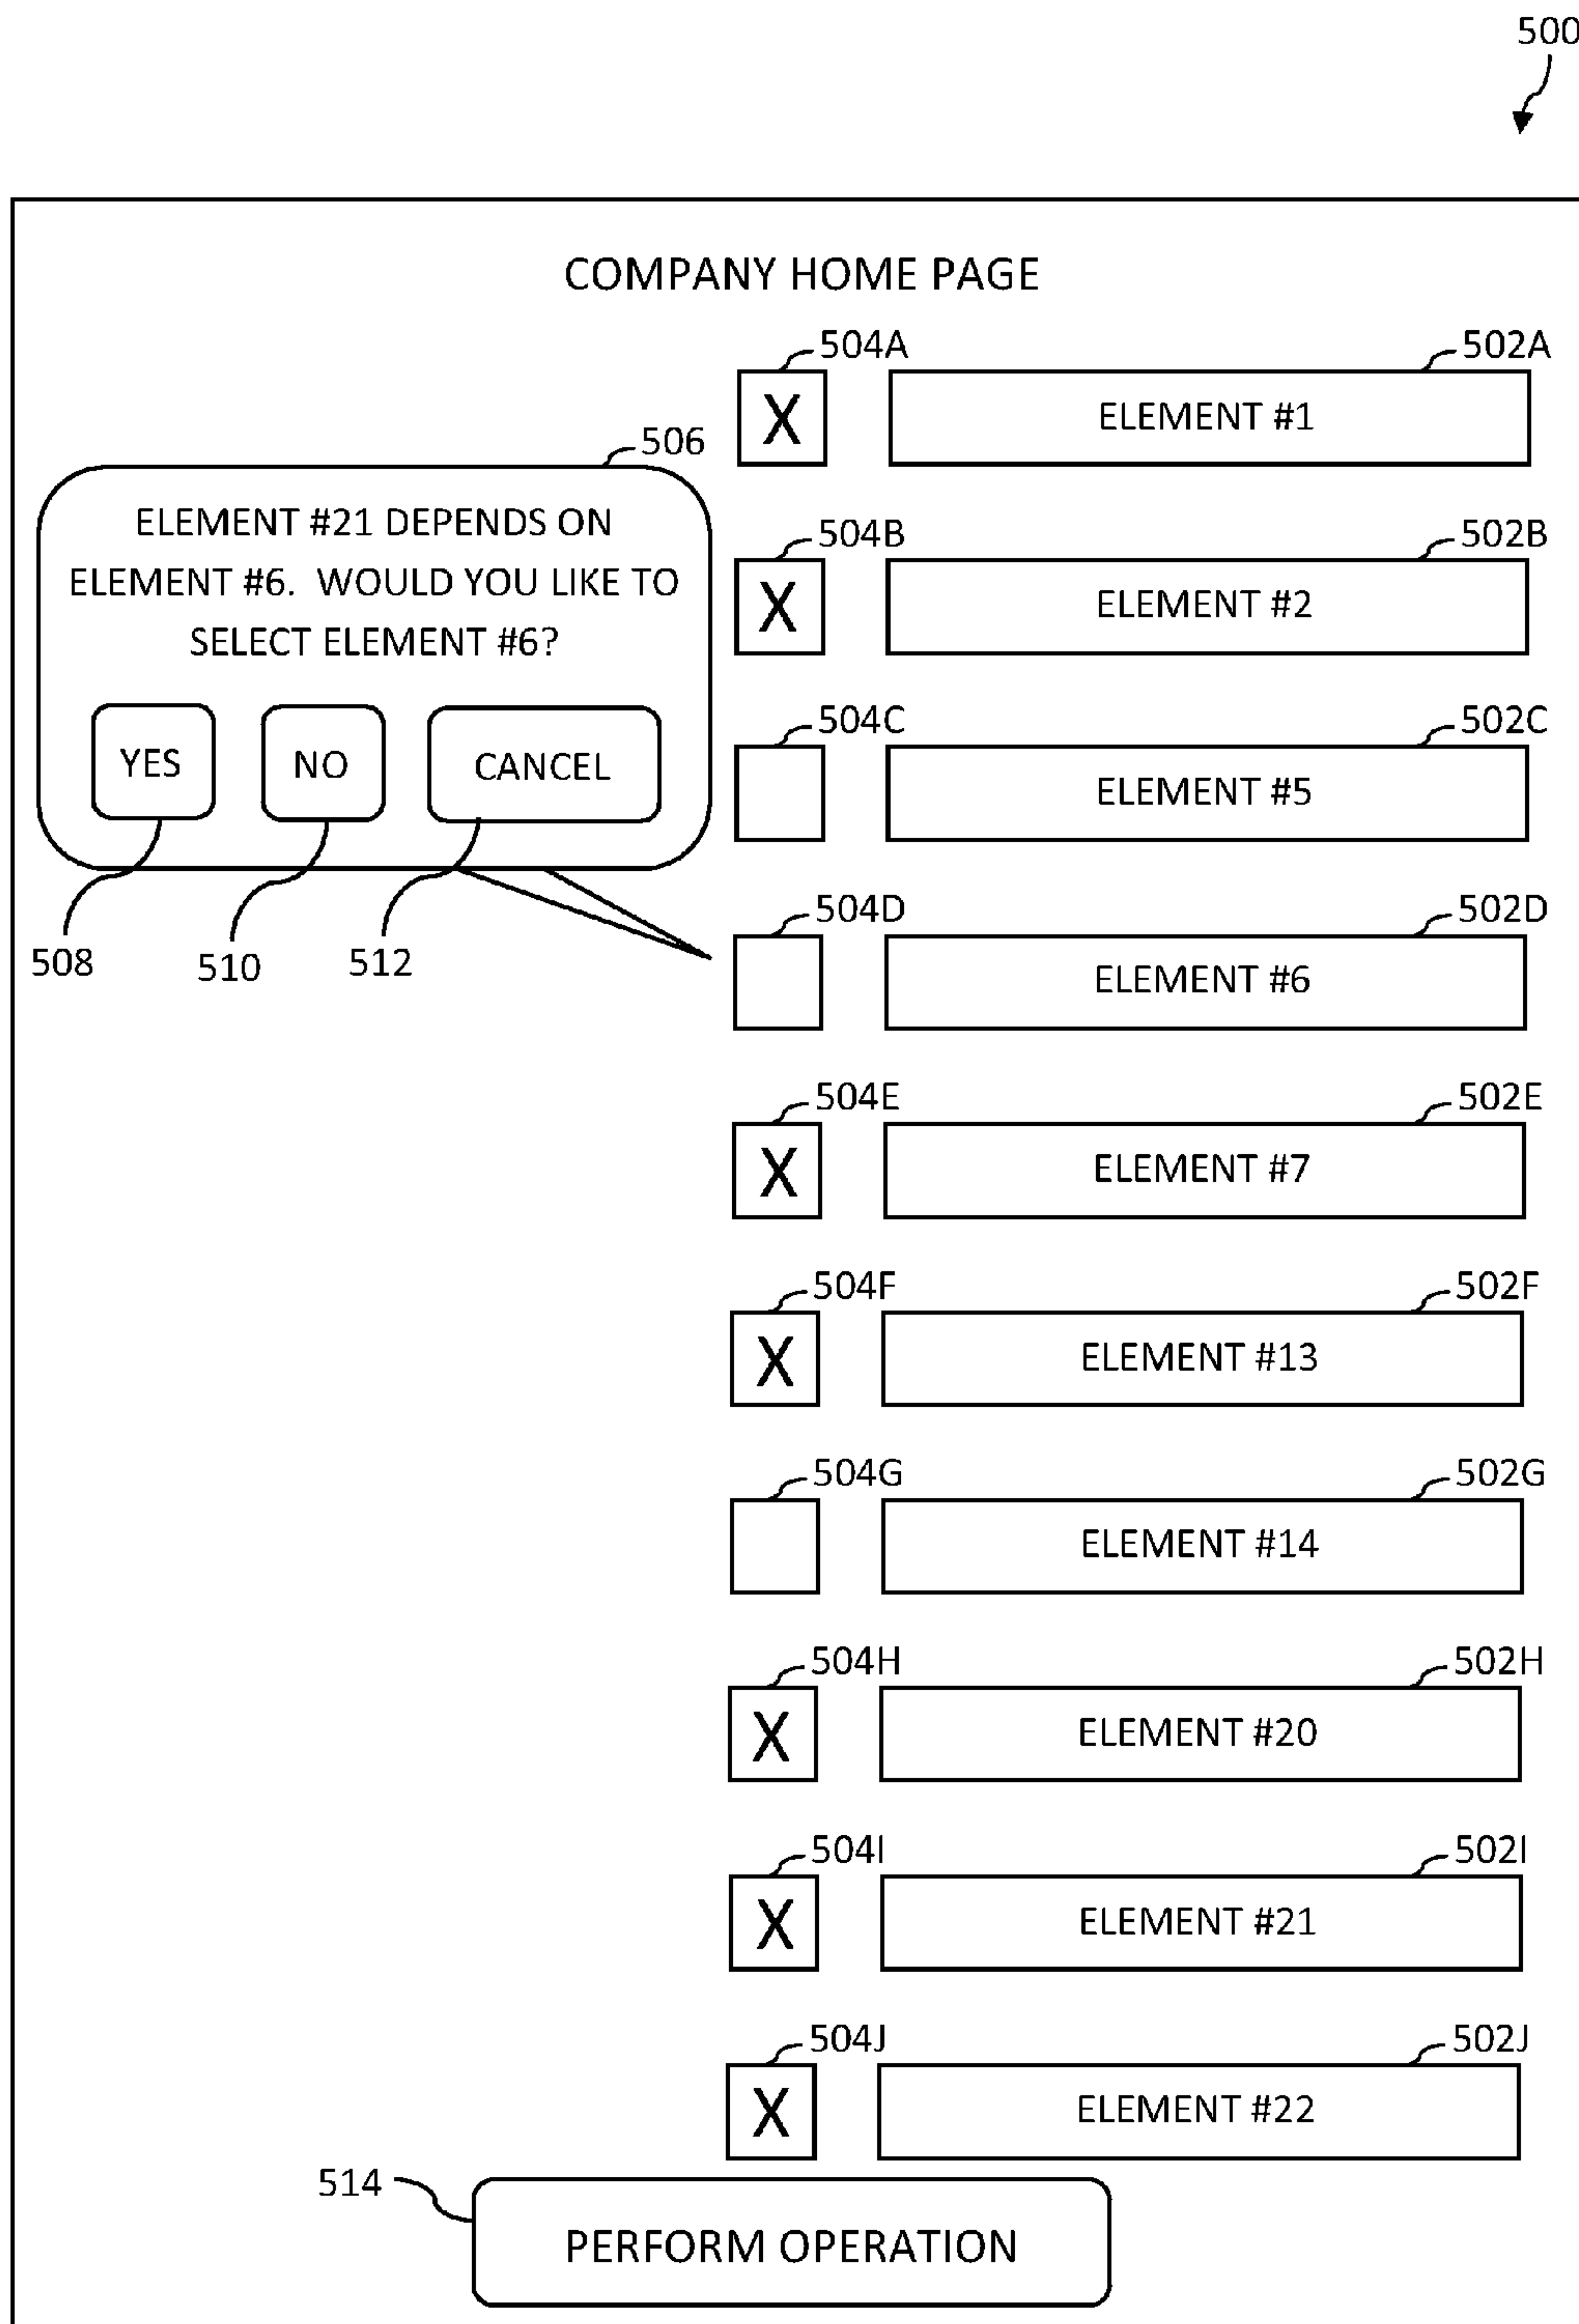 500
COMPANY HOME PAGE
504A 502A
X ELEMENT #1
506
ELEMENT #21 DEPENDS ON
ELEMENT #6.  WOULD YOU LIKE TO
SELECT ELEMENT #6?
YES NO CANCEL
508 510 512
504B 502B
X ELEMENT #2
504C 502C
ELEMENT #5
504D 502D
ELEMENT #6
504E 502E
X ELEMENT #7
504F 502F
X ELEMENT #13
504G 502G
ELEMENT #14
504H 502H
X ELEMENT #20
504I 502I
X ELEMENT #21
504J 502J
X ELEMENT #22
514
PERFORM OPERATION